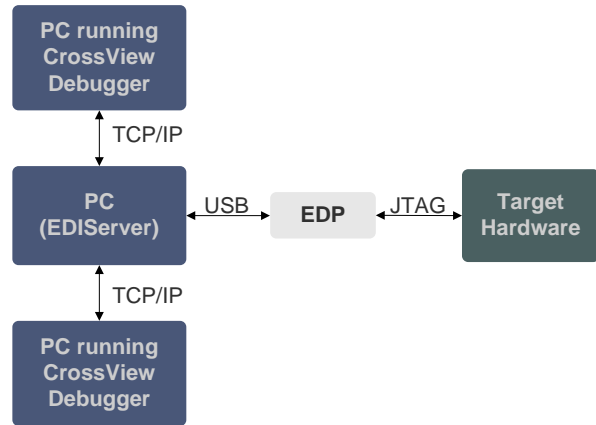 PC running
CrossView
Debugger
TCP/IP
PC
(EDIServer)
USB
EDP
JTAG
Target
Hardware
TCP/IP
PC running
CrossView
Debugger